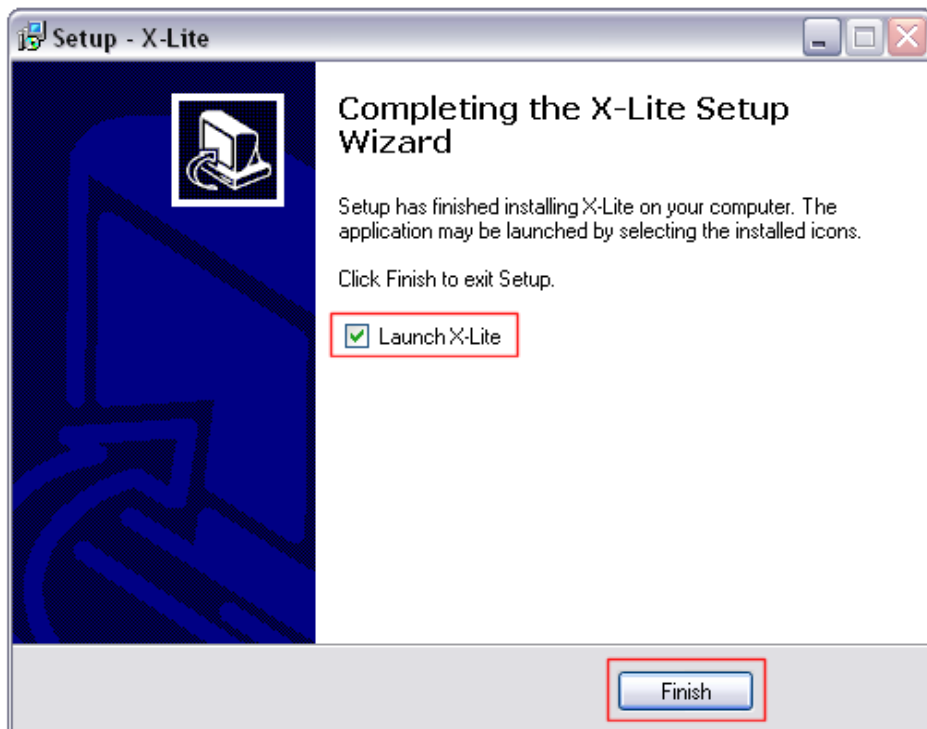 Setup - X-Lite
Completing the X-Lite Setup
Wizard
Setup has finished installing X-Lite on your computer. The
application may be launched by selecting the installed icons.
Click Finish to exit Setup.
Launch X-Lite
Finish